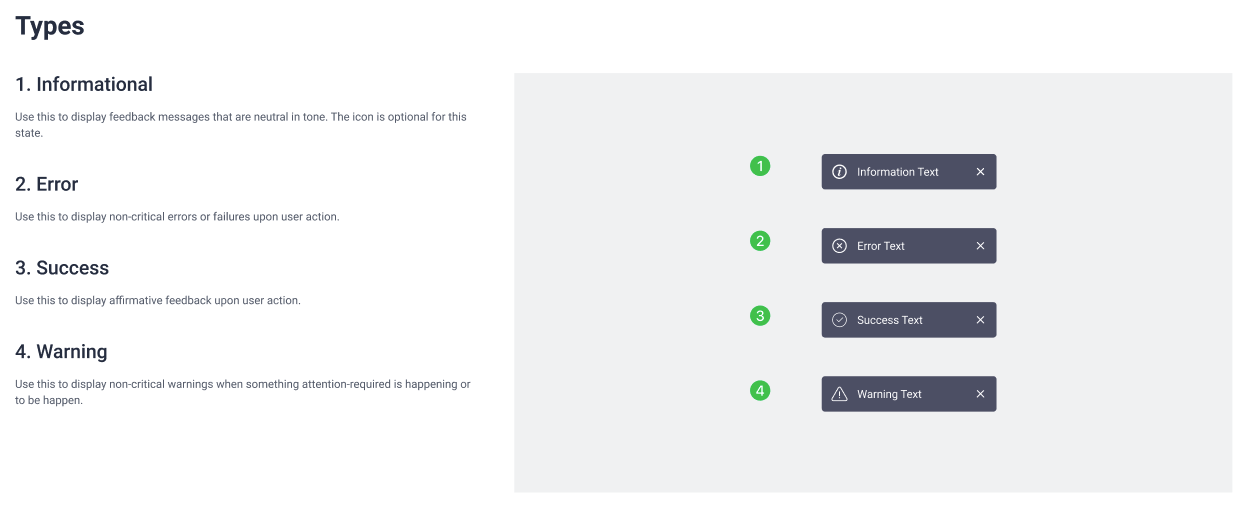 Types
1. Informational
Use this to display feedback messages that are neutral in tone. The icon is optional for this
state.
2. Error
Use this to display non-critical errors or failures upon user action.
3. Success
Use this to display affirmative feedback upon user action.
4. Warning
Use this to display non-critical warnings when something attention-required is happening or
to be happen.
1 Information Text
2 Error Text
3 Success Text
4 Warning Text